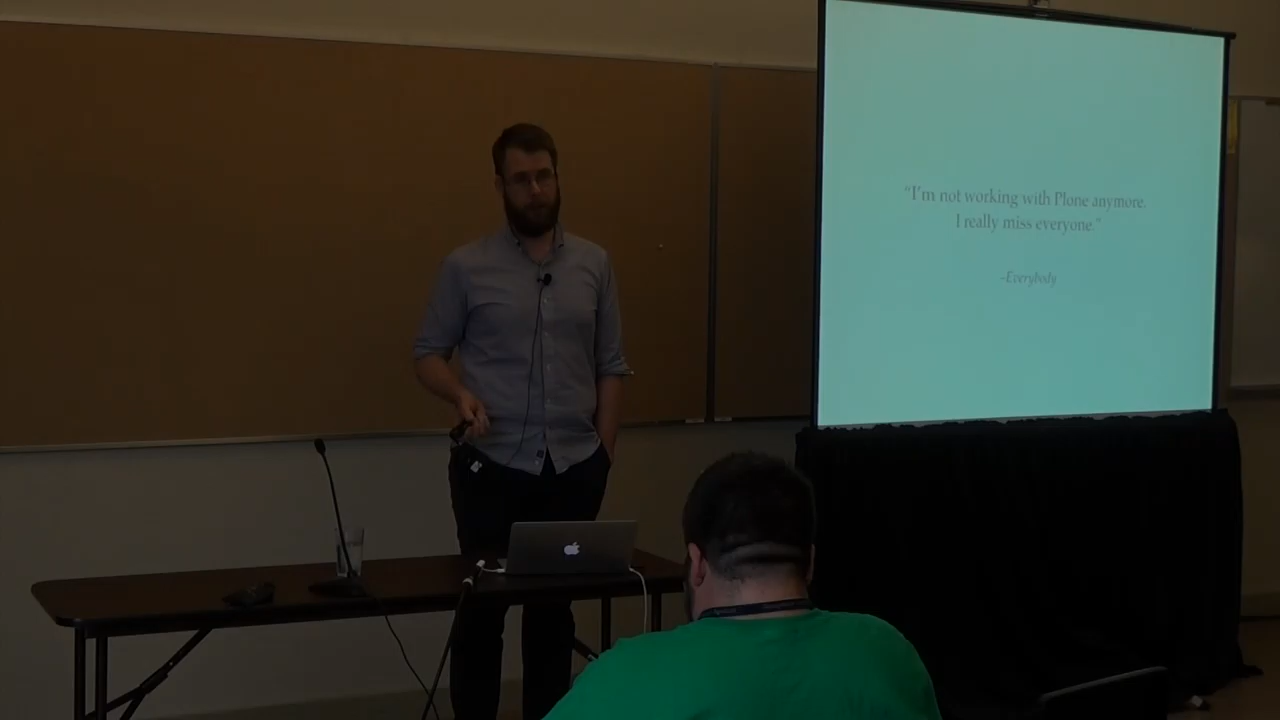 “I’m not working with Plone anymore.
I really miss everyone.”
–Everybody